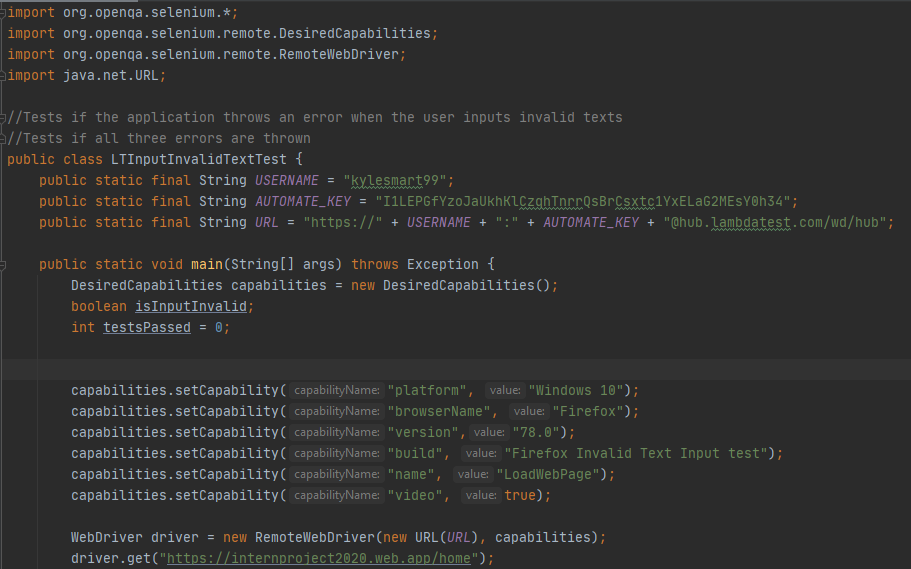 import org.openqa.selenium.*;
import org.openqa.selenium.remote.DesiredCapabilities;
import org.openqa.selenium.remote.RemoteWebDriver;
import java.net.URL;
//Tests if the application throws an error when the user inputs invalid texts
//Tests if all three errors are thrown
public class LTInputInvalidTextTest {
public static final String USERNAME = "kylesmart99";
public static final String AUTOMATE_KEY = "I1LEPGfYzoJaUkhKlCzghTnrrQsBrCsxtc1YxELaG2MEsY0h34";
public static final String URL = "https://" + USERNAME + ":" + AUTOMATE_KEY + "@hub.lambdatest.com/wd/hub";
public static void main(String[] args) throws Exception {
DesiredCapabilities capabilities = new DesiredCapabilities();
boolean isInputInvalid;
int testsPassed = 0;
capabilities.setCapability( capabilityName: "platform", value: "Windows 10");
capabilities.setCapability( capabilityName: "browserName", value: "Firefox");
capabilities.setCapability( capabilityName: "version", value: "78.0");
capabilities.setCapability( capabilityName: "build", value: "Firefox Invalid Text Input test");
capabilities.setCapability( capabilityName: "name", value: "LoadWebPage");
capabilities.setCapability( capabilityName: "video", value: true);
WebDriver driver = new RemoteWebDriver(new URL(URL), capabilities);
driver.get("https://internproject2020.web.app/home");